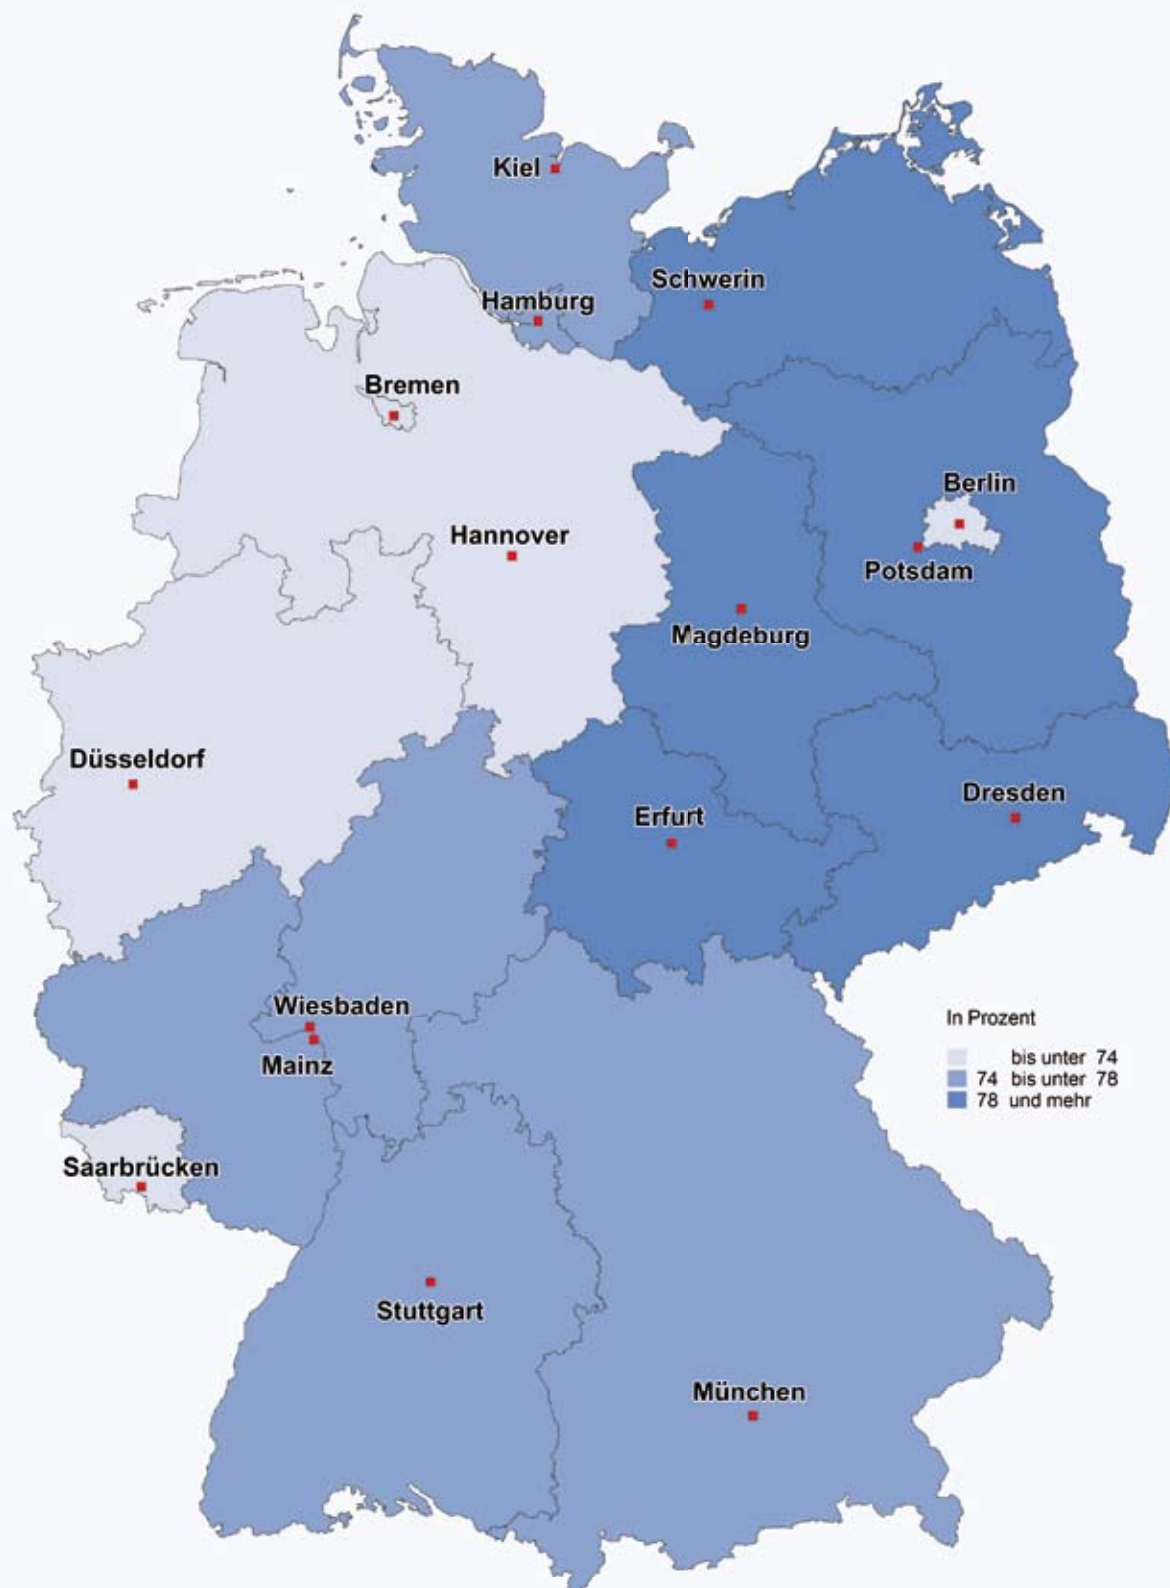 Kiel
Schwerin
Hamburg
Bremen
Berlin
Hannover
Potsdam
Magdeburg
Düsseldorf
Dresden
Erfurt
Wiesbaden
Mainz
In Prozent
bis unter 74
74 bis unter 78
78 und mehr
Saarbrücken
Stuttgart
München